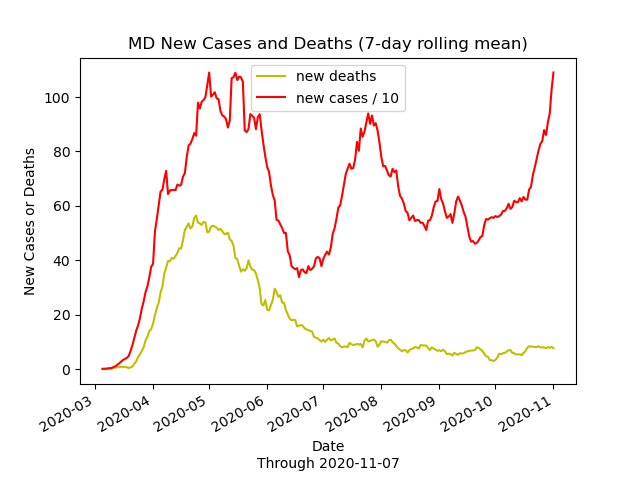 MD New Cases and Deaths (7-day rolling mean)
new deaths
new cases / 10
New Cases or Deaths
100
80
60
40
20
0
2020-03
2020-04
2020-05
2020-06
2020-07
2020-08
2020-09
2020-10
2020-11
Date
Through 2020-11-07